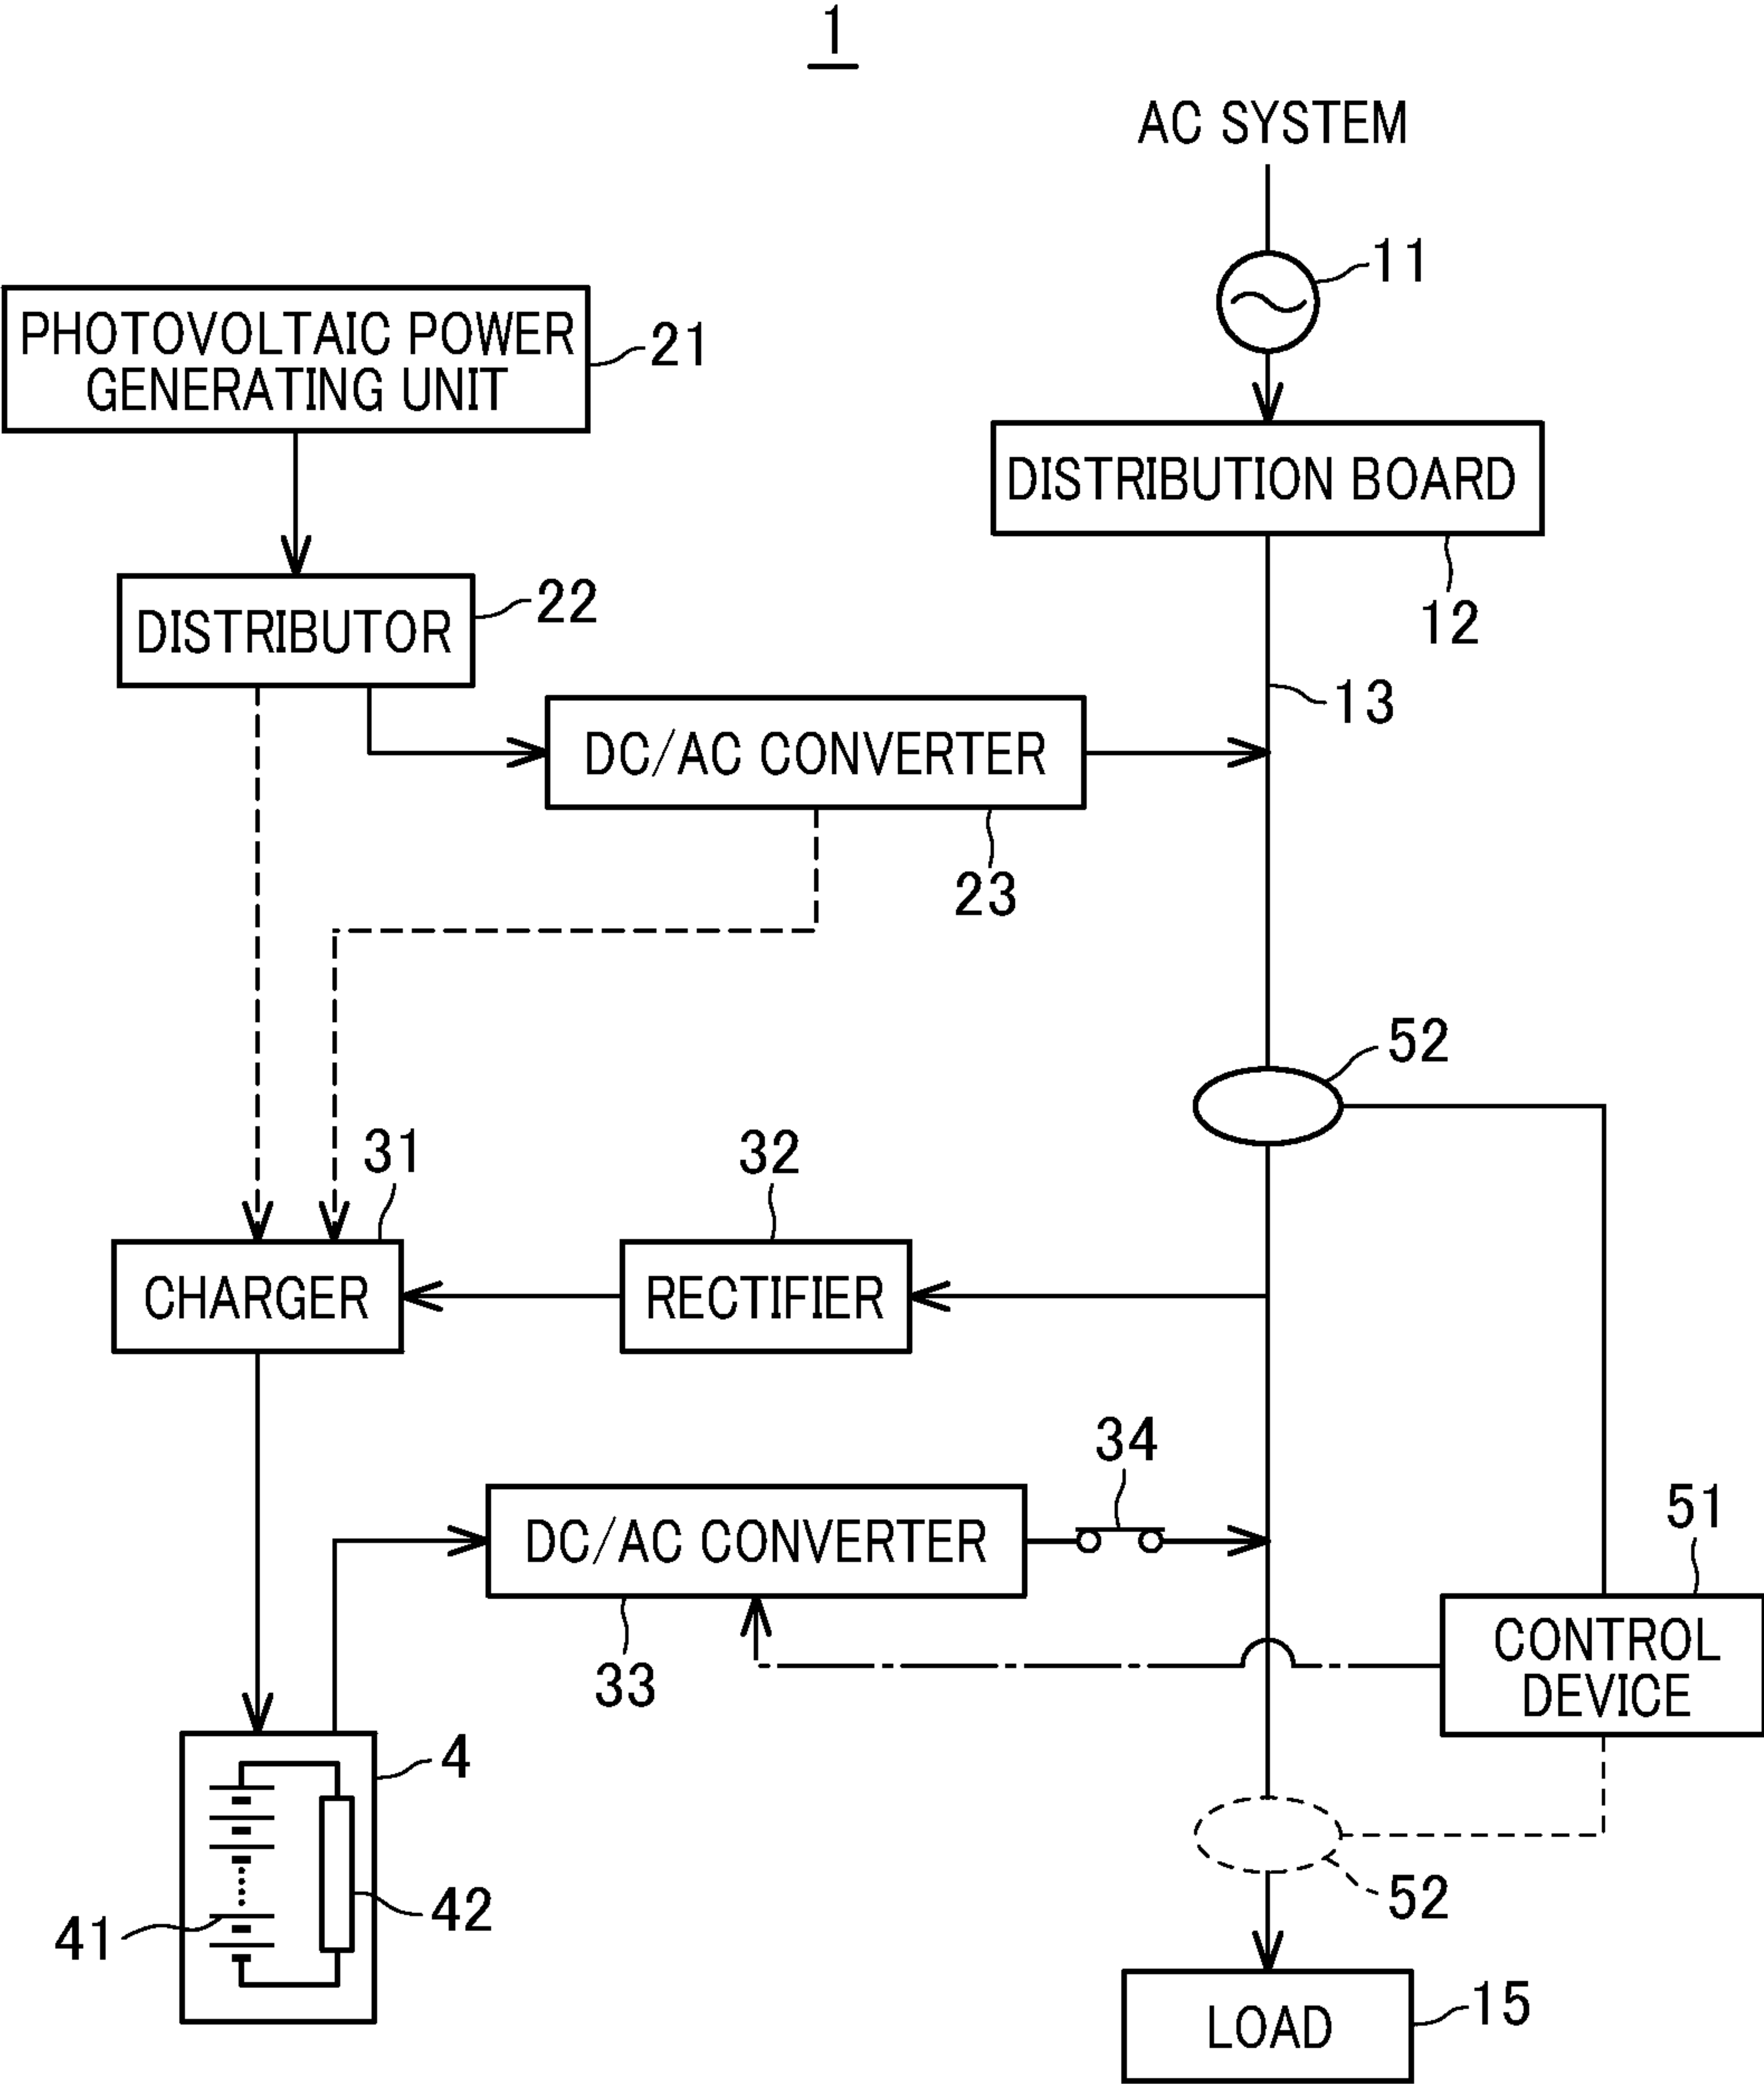 1
AC SYSTEM
11
PHOTOVOLTAIC POWER
GENERATING UNIT
21
DISTRIBUTION BOARD
12
DISTRIBUTOR
22
13
DC/AC CONVERTER
23
52
31
32
CHARGER
RECTIFIER
34
DC/AC CONVERTER
33
51
CONTROL
DEVICE
4
41
42
52
LOAD
15